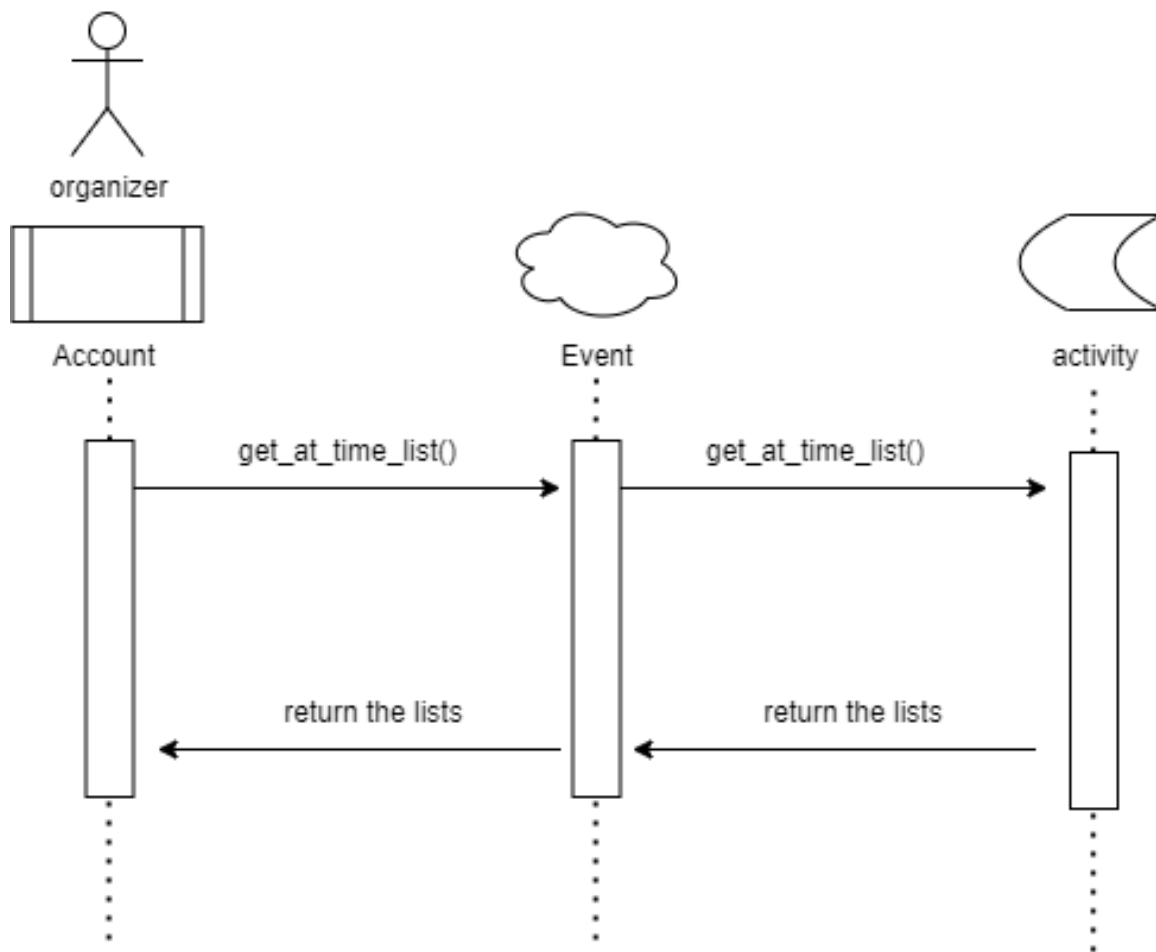 organizer
Account
Event
activity
get_at_time_list()
get_at_time_list()
return the lists
return the lists